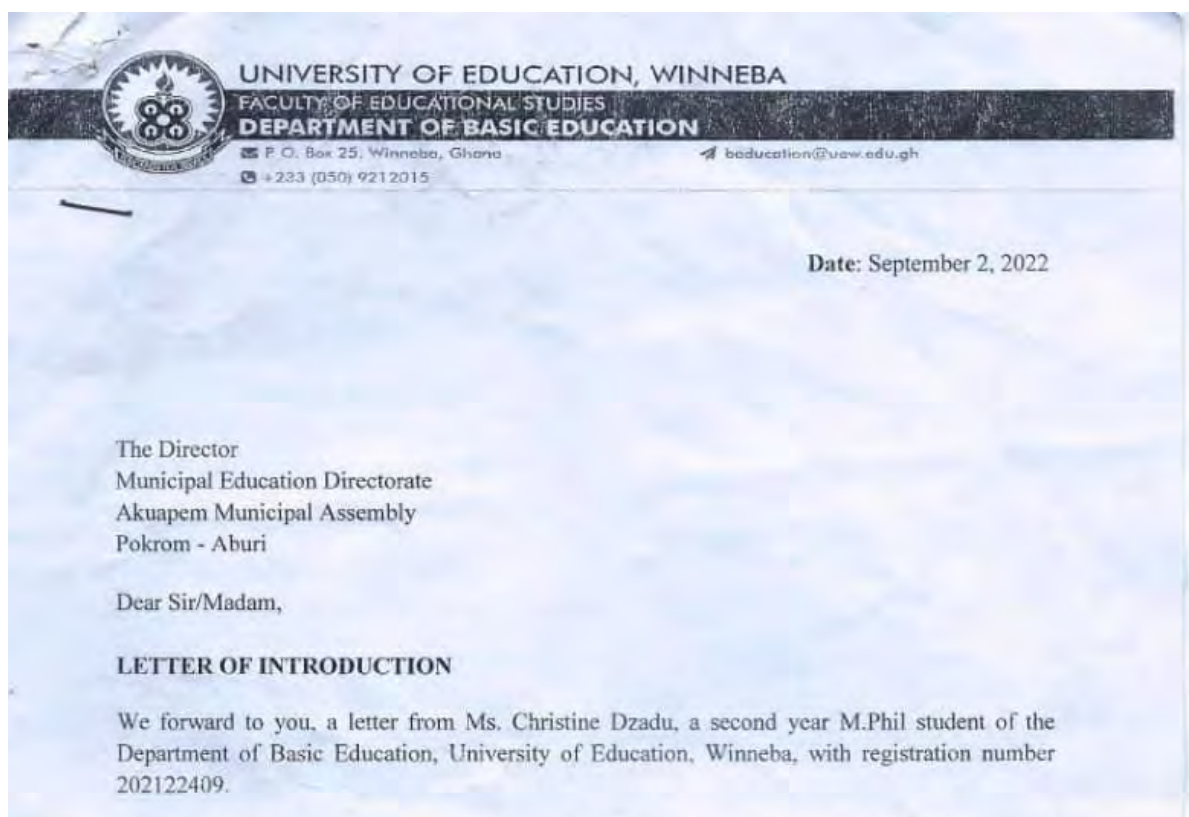 UNIVERSITY OF EDUCATION, WINNEBA
FACULTY OF EDUCATIONAL STUDIES
DEPARTMENT OF BASIC EDUCATION
P. O. Box 25, Winneba, Ghana
beducation@uew.edu.gh
+233 (050) 9212015
Date: September 2, 2022
The Director
Municipal Education Directorate
Akuapem Municipal Assembly
Pokrom - Aburi
Dear Sir/Madam,
LETTER OF INTRODUCTION
We forward to you, a letter from Ms. Christine Dzadu, a second year M.Phil student of the
Department of Basic Education, University of Education, Winneba, with registration number
202122409.